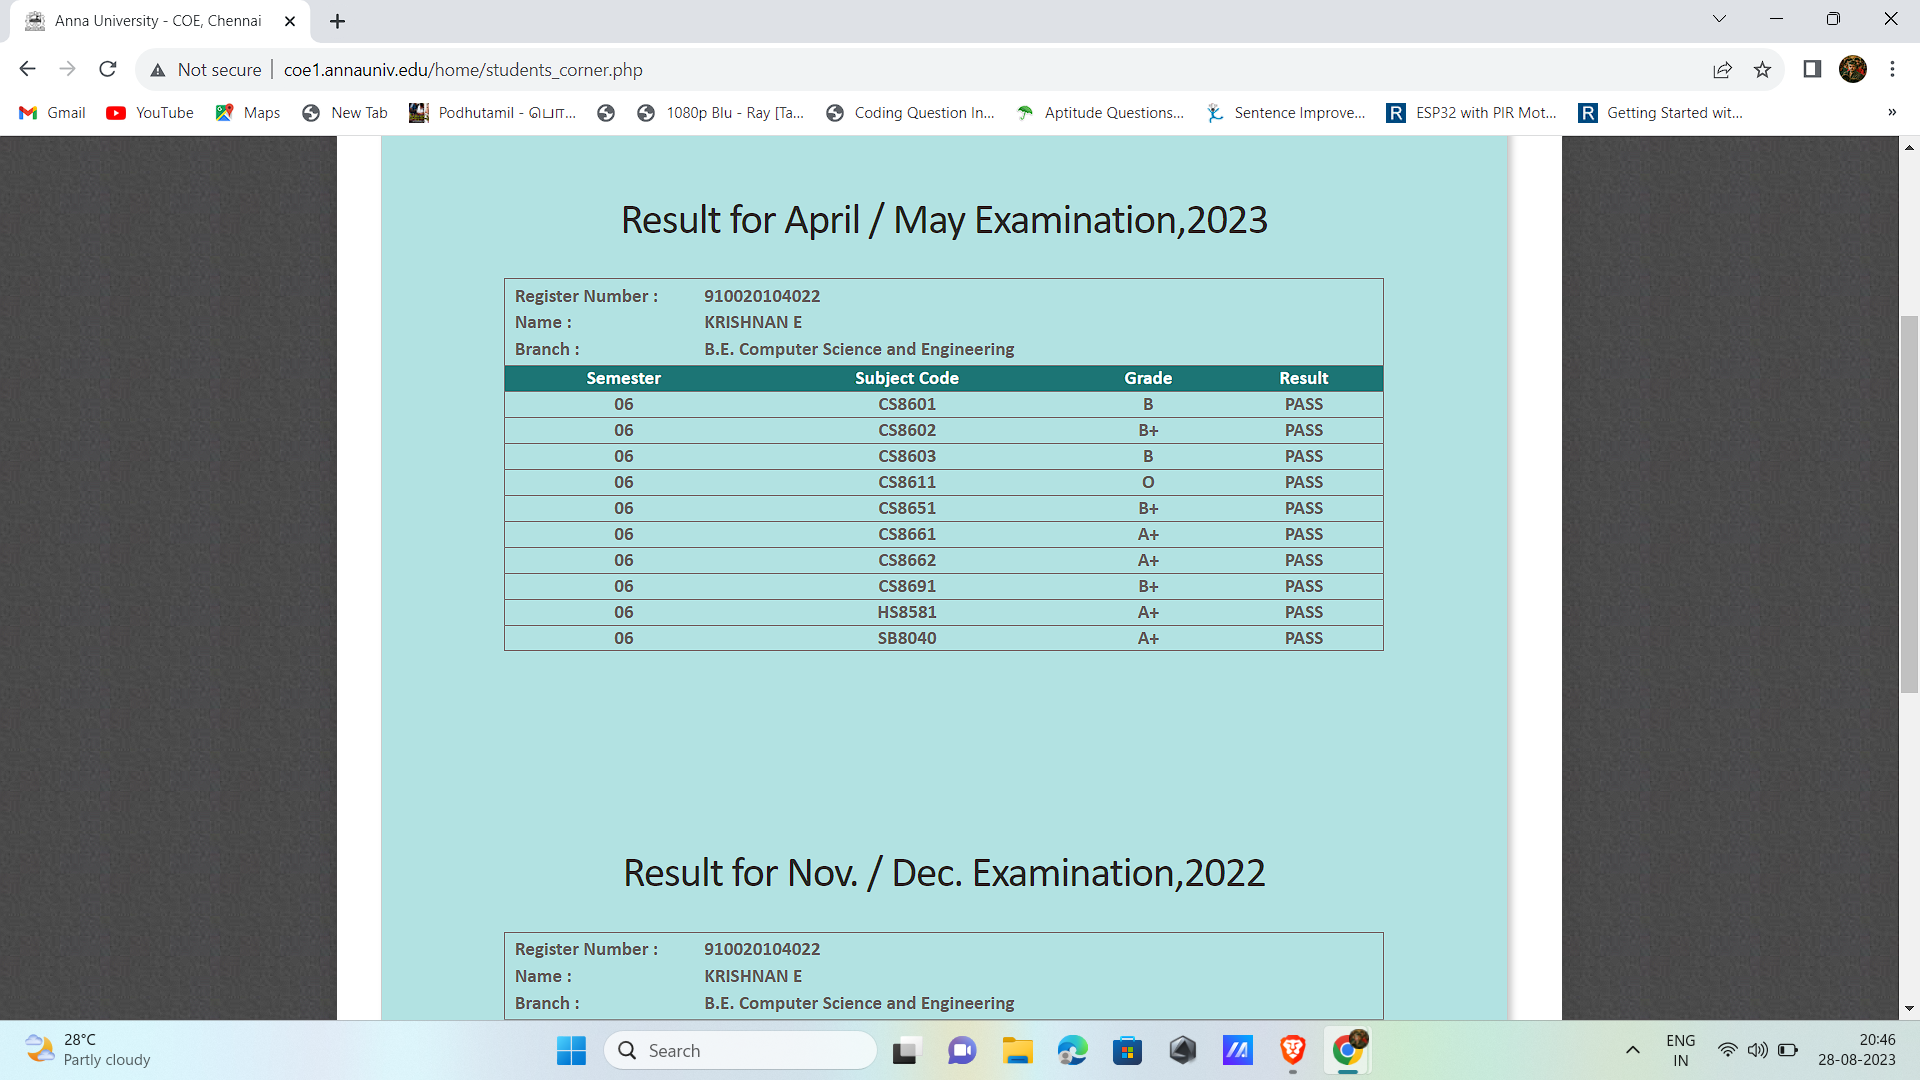 Anna University - COE, Chennai
Not secure
coe1.annauniv.edu/home/students_corner.php
Gmail YouTube Maps New Tab Podhutamil - பொ... 1080p Blu - Ray [Ta... Coding Question In... Aptitude Questions... Sentence Improve... R ESP32 with PIR Mot... R Getting Started wit... »
Result for April / May Examination,2023
Register Number : 910020104022
Name : KRISHNAN E
Branch : B.E. Computer Science and Engineering
Semester Subject Code Grade Result
06 CS8601 B PASS
06 CS8602 B+ PASS
06 CS8603 B PASS
06 CS8611 O PASS
06 CS8651 B+ PASS
06 CS8661 A+ PASS
06 CS8662 A+ PASS
06 CS8691 B+ PASS
06 HS8581 A+ PASS
06 SB8040 A+ PASS
Result for Nov. / Dec. Examination,2022
Register Number : 910020104022
Name : KRISHNAN E
Branch : B.E. Computer Science and Engineering
28°C
Partly cloudy
Search
ENG
IN
20:46
28-08-2023